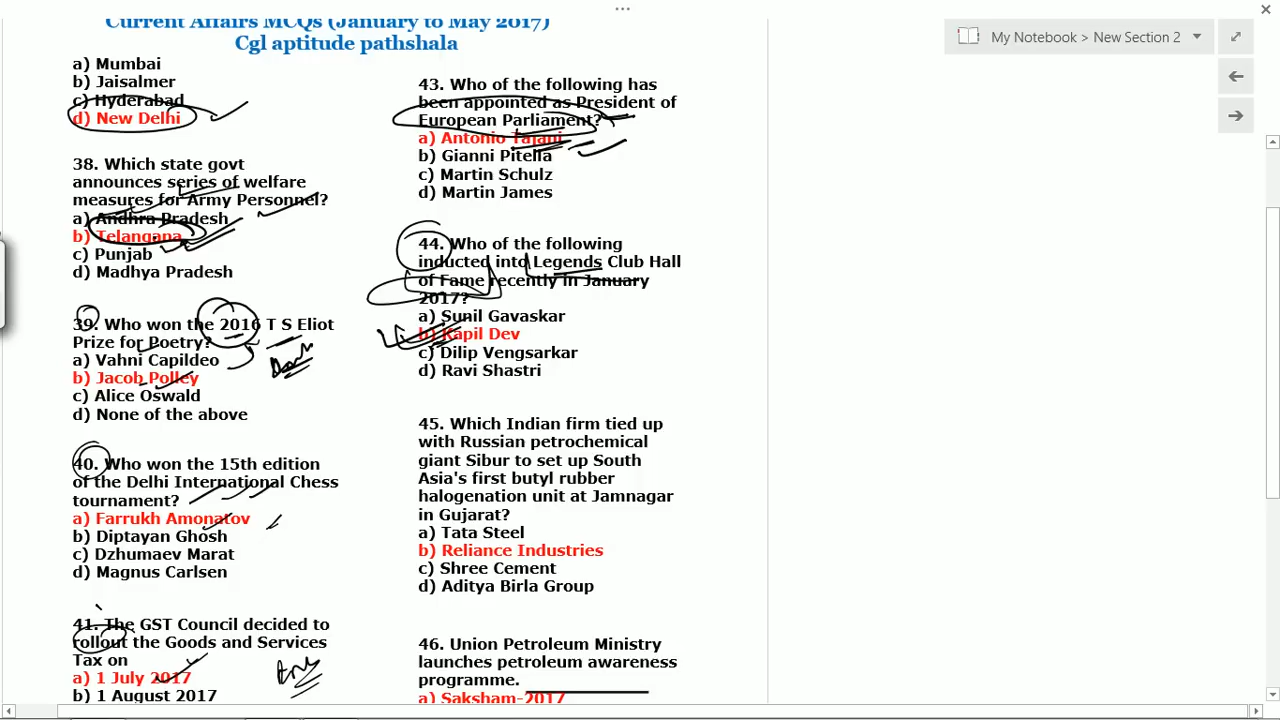 Current Affairs MCQs (January to May 2017)
Cgl aptitude pathshala
My Notebook > New Section 2
a) Mumbai
b) Jaisalmer
c) Hyderabad
d) New Delhi
38. Which state govt
announces series of welfare
measures for Army Personnel?
a) Andhra Pradesh
b) Telangana
c) Punjab
d) Madhya Pradesh
39. Who won the 2016 T S Eliot
Prize for Poetry?
a) Vahni Capildeo
b) Jacob Polley
c) Alice Oswald
d) None of the above
40. Who won the 15th edition
of the Delhi International Chess
tournament?
a) Farrukh Amonatov
b) Diptayan Ghosh
c) Dzhumaev Marat
d) Magnus Carlsen
41. The GST Council decided to
rollout the Goods and Services
Tax on
a) 1 July 2017
b) 1 August 2017
43. Who of the following has
been appointed as President of
European Parliament?
a) Antonio Tajani
b) Gianni Pitella
c) Martin Schulz
d) Martin James
44. Who of the following
inducted into Legends Club Hall
of Fame recently in January
2017?
a) Sunil Gavaskar
b) Kapil Dev
c) Dilip Vengsarkar
d) Ravi Shastri
45. Which Indian firm tied up
with Russian petrochemical
giant Sibur to set up South
Asia's first butyl rubber
halogenation unit at Jamnagar
in Gujarat?
a) Tata Steel
b) Reliance Industries
c) Shree Cement
d) Aditya Birla Group
46. Union Petroleum Ministry
launches petroleum awareness
programme.
a) Saksham-2017